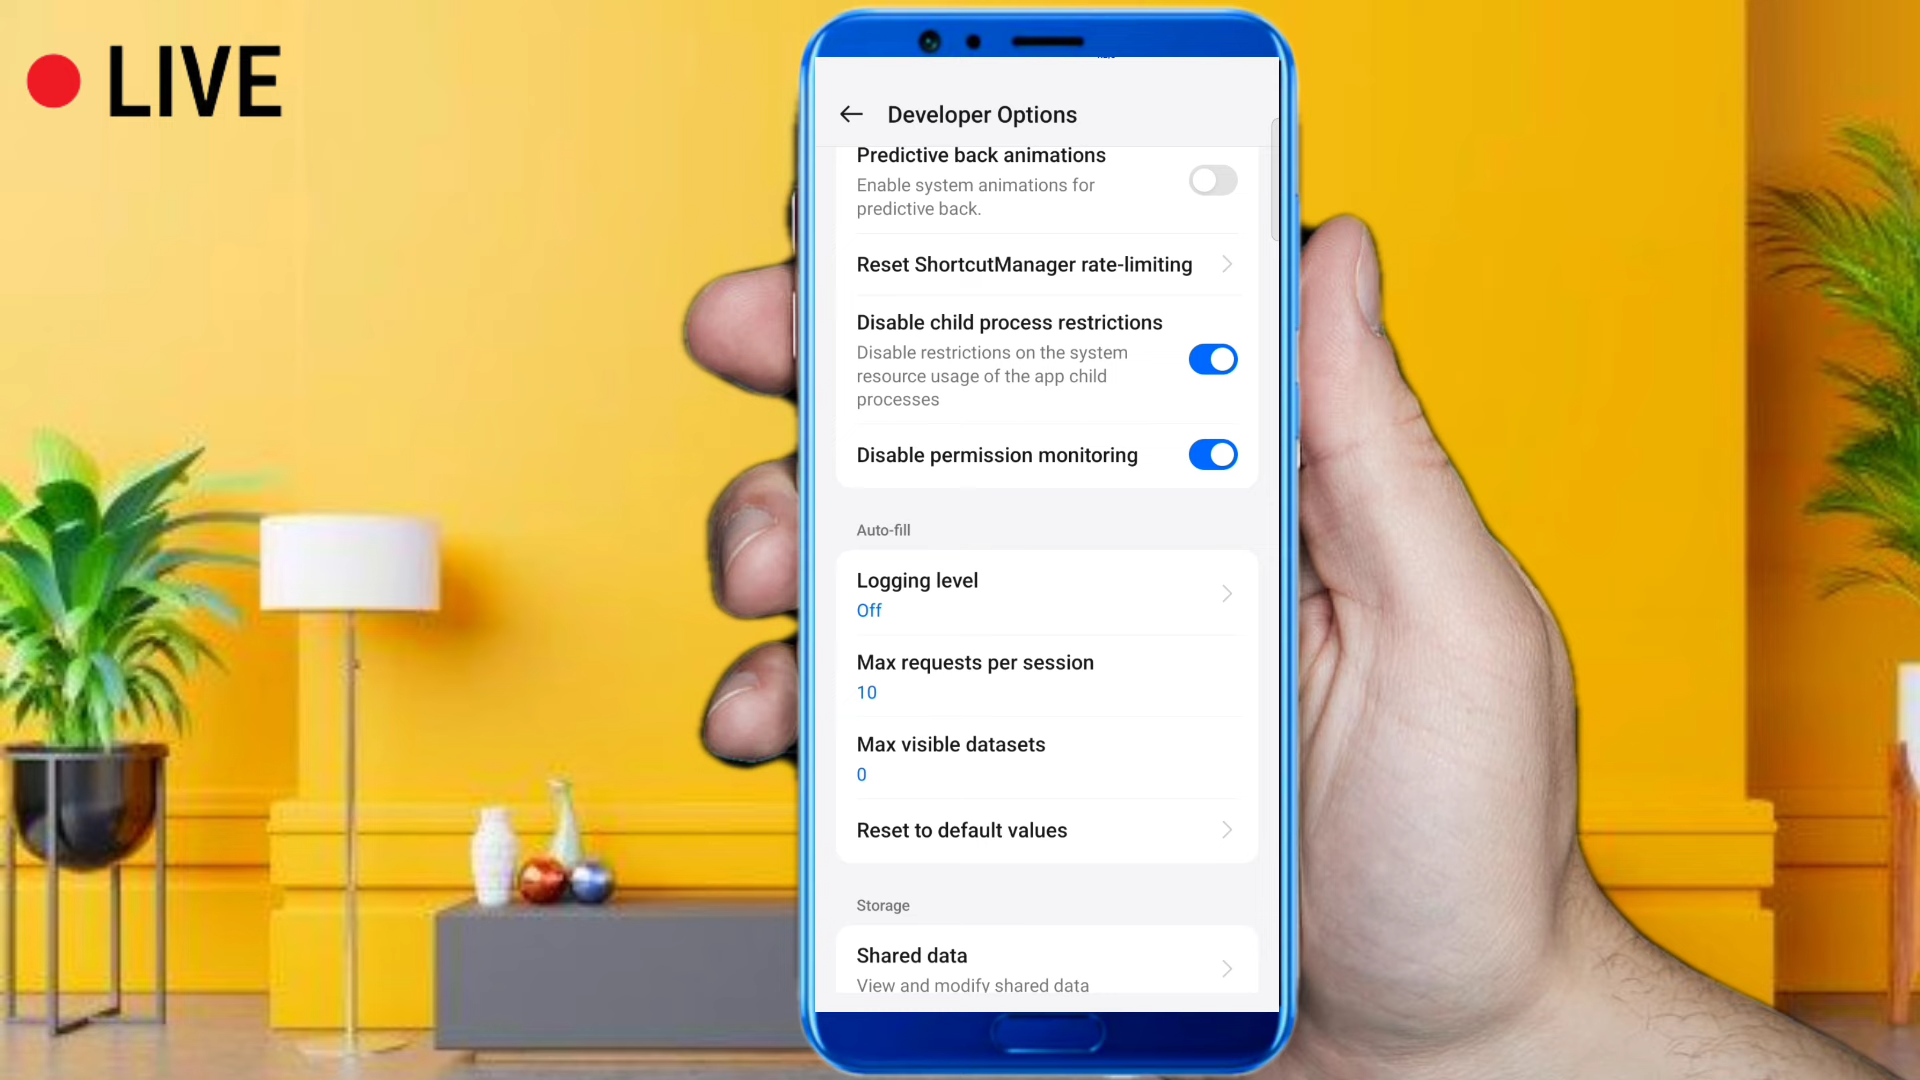 LIVE
Developer Options
Predictive back animations
Enable system animations for
predictive back.
Reset ShortcutManager rate-limiting
Disable child process restrictions
Disable restrictions on the system
resource usage of the app child
processes
Disable permission monitoring
Auto-fill
Logging level
Off
Max requests per session
10
Max visible datasets
0
Reset to default values
Storage
Shared data
View and modify shared data